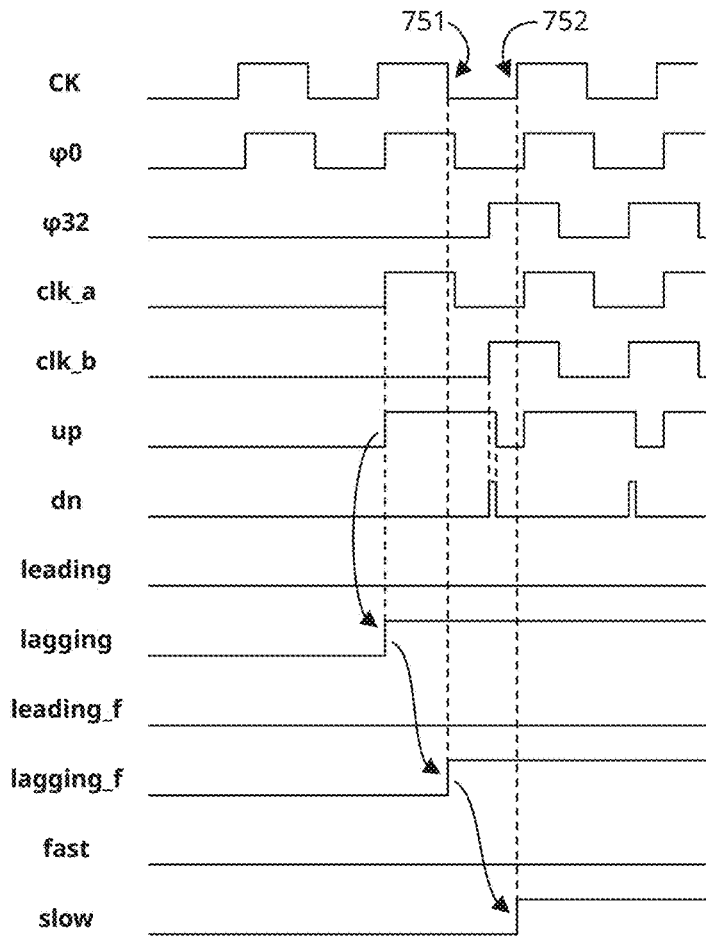 751 752
CK
φ0
φ32
clk_a
clk_b
up
dn
leading
lagging
leading_f
lagging_f
fast
slow